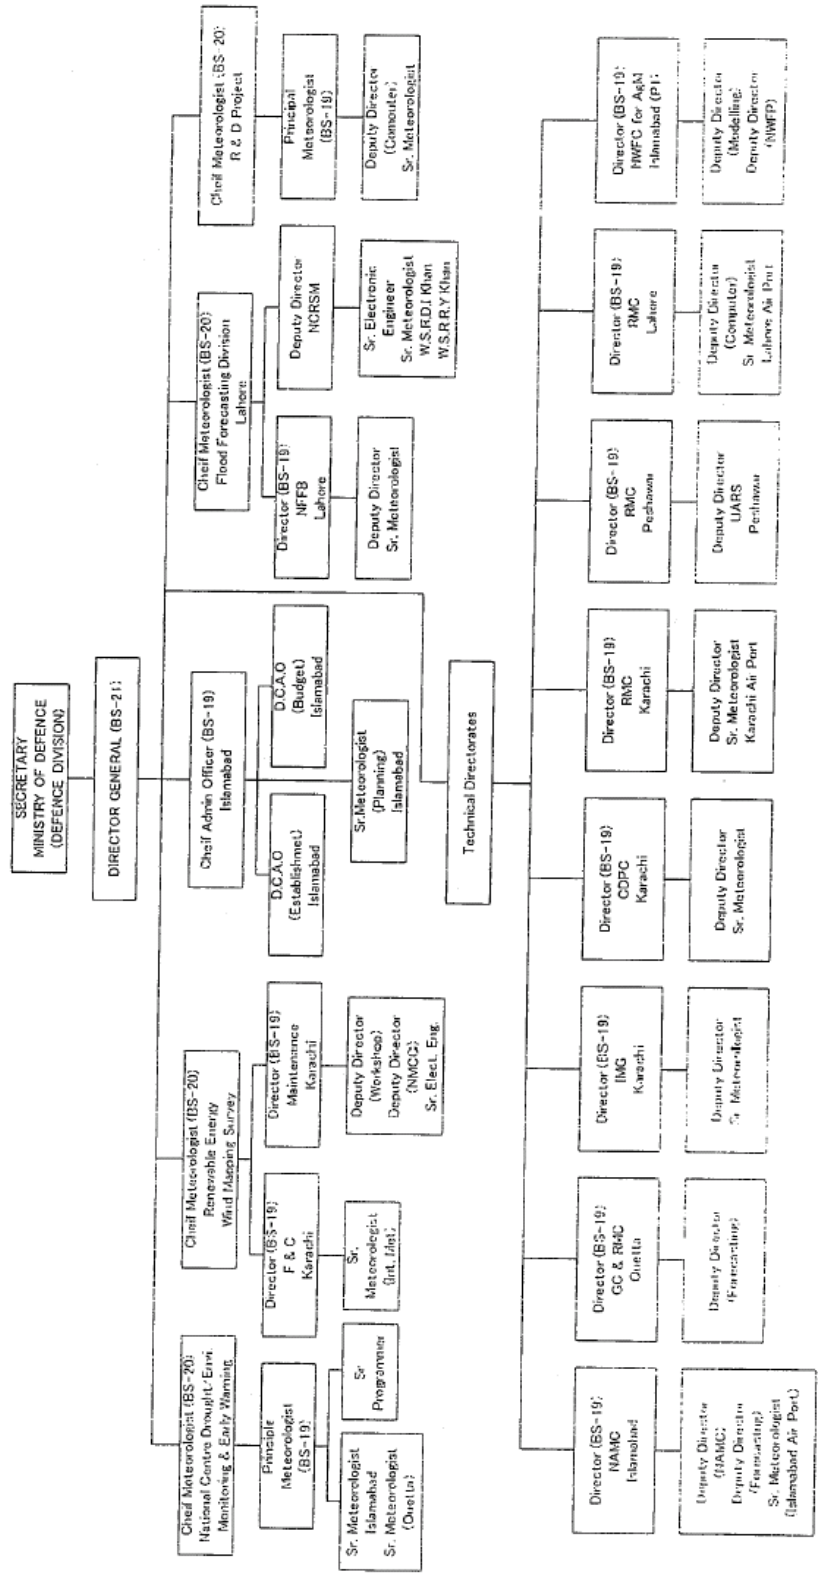 SECRETARY
MINISTRY OF DEFENCE
(DEFENCE DIVISION)
DIRECTOR GENERAL (BS-21)
Cheif Meteorologist (BS-20)
National Centre Drought/Envi.
Monitoring & Early Warning
Principle
Meteorologist
(BS-19)
Sr. Meteorologist
Islamabad
Sr. Meteorologist
(Quetta)
Sr
Programmer
Cheif Meteorologist (BS-20)
Renewable Energy
Wind Mapping Survey
Director (BS-19)
F & C
Karachi
Sr.
Meteorologist
(Int. Met)
Director (BS-19)
Maintenance
Karachi
Deputy Director
(Workshop)
Deputy Director
(NMCC)
Sr. Elect. Eng.
Cheif Admin Officer (BS-19)
Islamabad
D.C.A.O
(Establishmet)
Islamabad
D.C.A.O
(Budget)
Islamabad
Sr.Meteorologist
(Planning)
Islamabad
Cheif Meteorologist (BS-20)
Flood Forecasting Division
Lahore
Director (BS-19)
NFFB
Lahore
Deputy Director
Sr. Meteorologist
Deputy Director
NCRSM
Sr. Electronic
Engineer
Sr. Meteorologist
W.S.R.D.I Khan
W.S.R R.Y Khan
Cheif Meteorologist (BS-20)
R & D Project
Principal
Meteorologist
(BS-19)
Deputy Director
(Computer)
Sr. Meteorologist
Technical Directorates
Director (BS-19)
NAMC
Islamabad
Deputy Director
(NAMC)
Deputy Director
(Forecasting)
Sr. Meteorologist
(Islamabad Air Port)
Director (BS-19)
GC & RMC
Quetta
Deputy Director
(Forecasting)
Director (BS-19)
IMG
Karachi
Deputy Director
Sr. Meteorologist
Director (BS-19)
CDPC
Karachi
Deputy Director
Sr. Meteorologist
Director (BS-19)
RMC
Karachi
Deputy Director
Sr. Meteorologist
Karachi Air Port
Director (BS-19)
RMC
Peshawar
Deputy Director
UARS
Peshawar
Director (BS-19)
RMC
Lahore
Deputy Director
(Computer)
Sr Meteorologist
Lahore Air Port
Director (BS-19)
NWFC for AgM
Islamabad
Deputy Director
(Modelling)
Deputy Director
(NWFP)